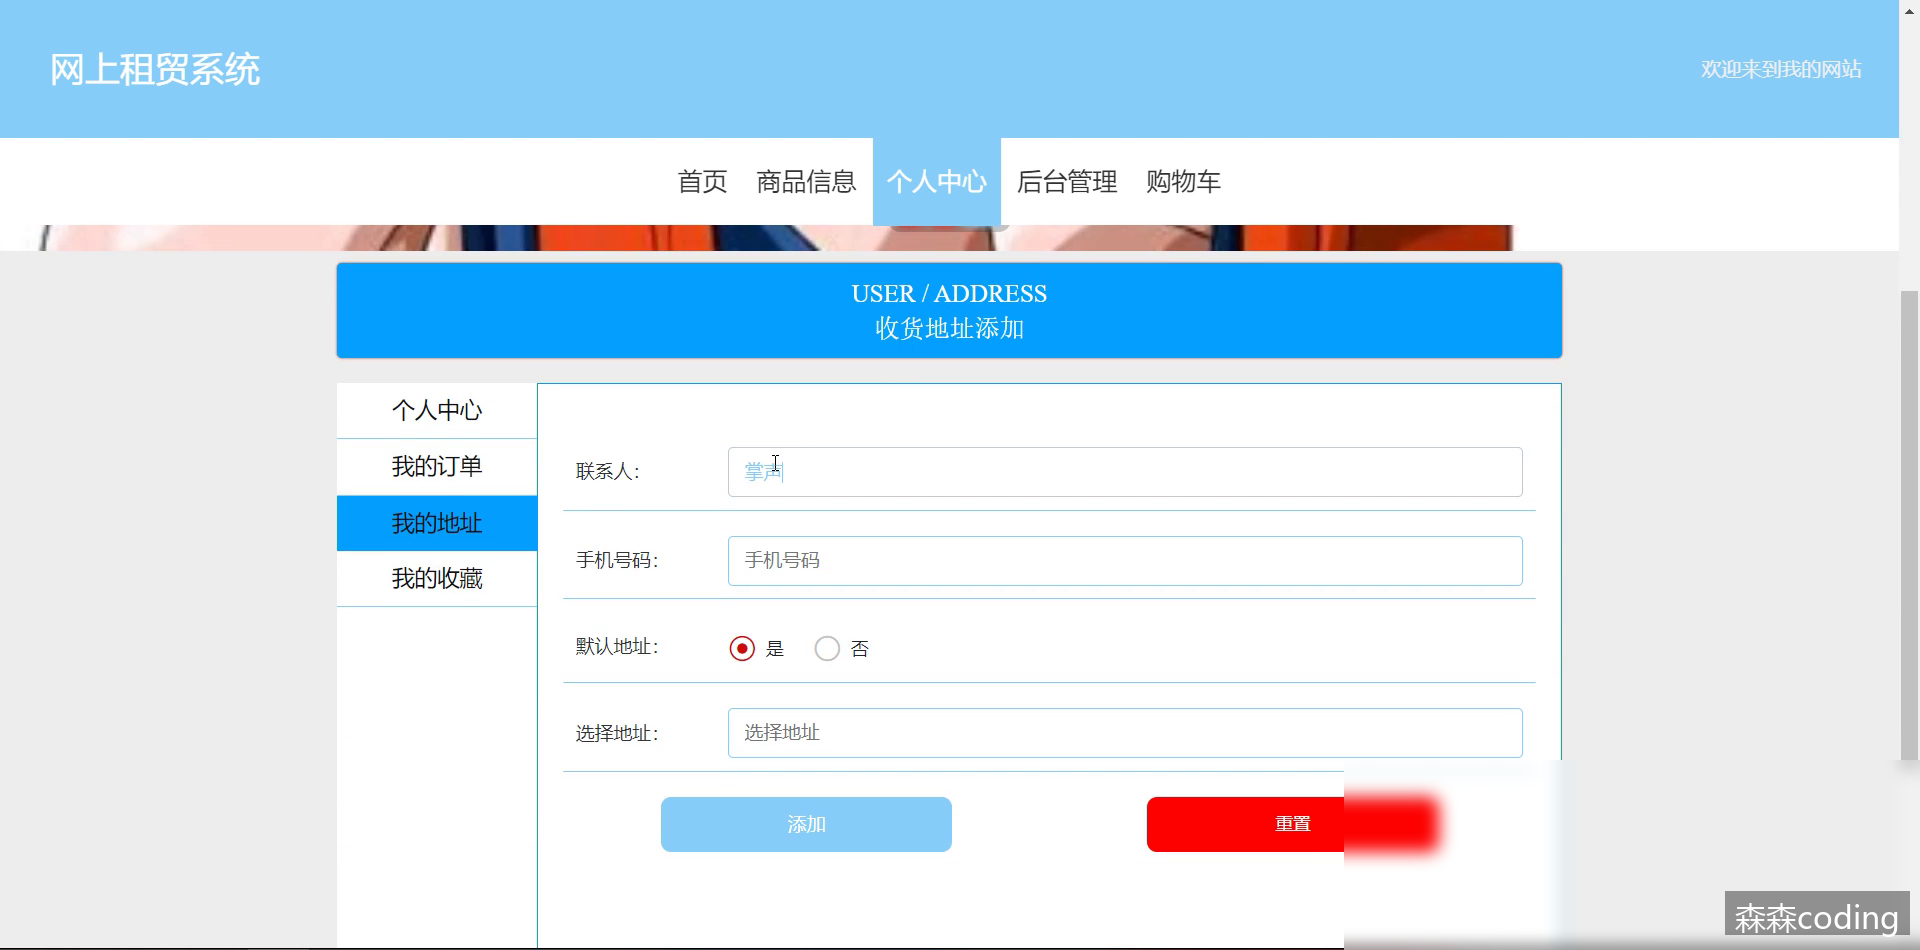 网上租贸系统
欢迎来到我的网站
首页 商品信息 个人中心 后台管理 购物车
USER / ADDRESS
收货地址添加
个人中心
我的订单
我的地址
我的收藏
联系人： 掌声
手机号码： 手机号码
默认地址： 是 否
选择地址： 选择地址
添加 重置
森森coding